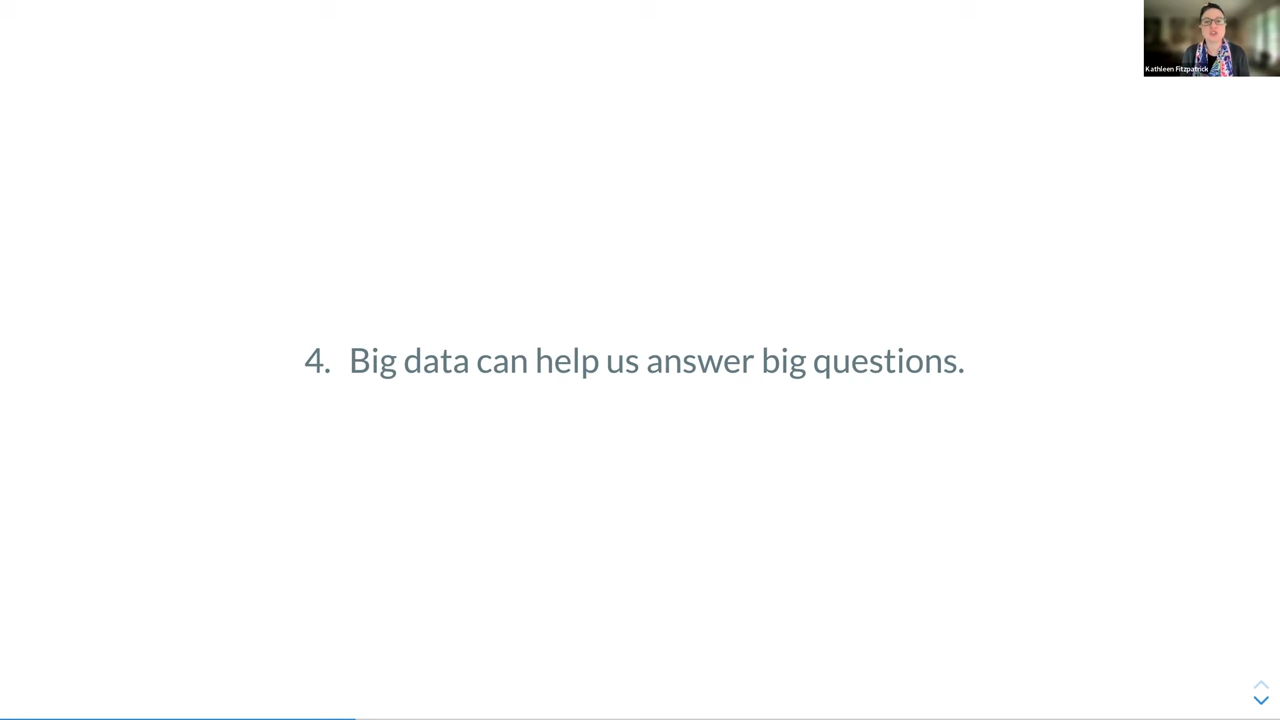 Kathleen Fitzpatrick
4. Big data can help us answer big questions.